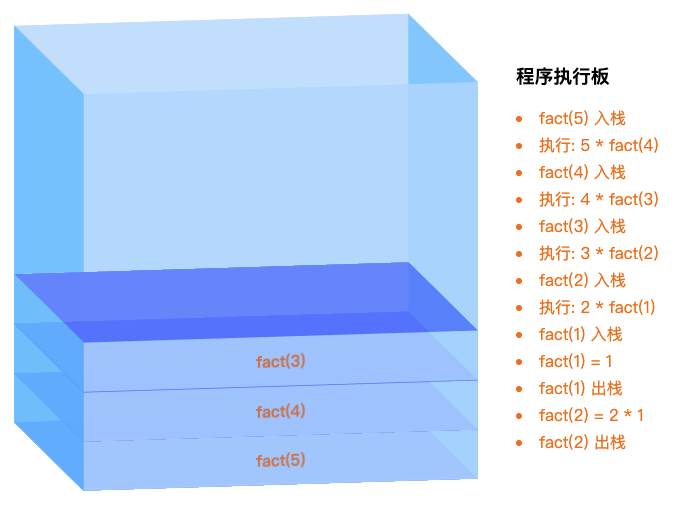 程序执行板
fact(5) 入栈
执行: 5 * fact(4)
fact(4) 入栈
执行: 4 * fact(3)
fact(3) 入栈
执行: 3 * fact(2)
fact(2) 入栈
执行: 2 * fact(1)
fact(1) 入栈
fact(1) = 1
fact(1) 出栈
fact(2) = 2 * 1
fact(2) 出栈
fact(3)
fact(4)
fact(5)